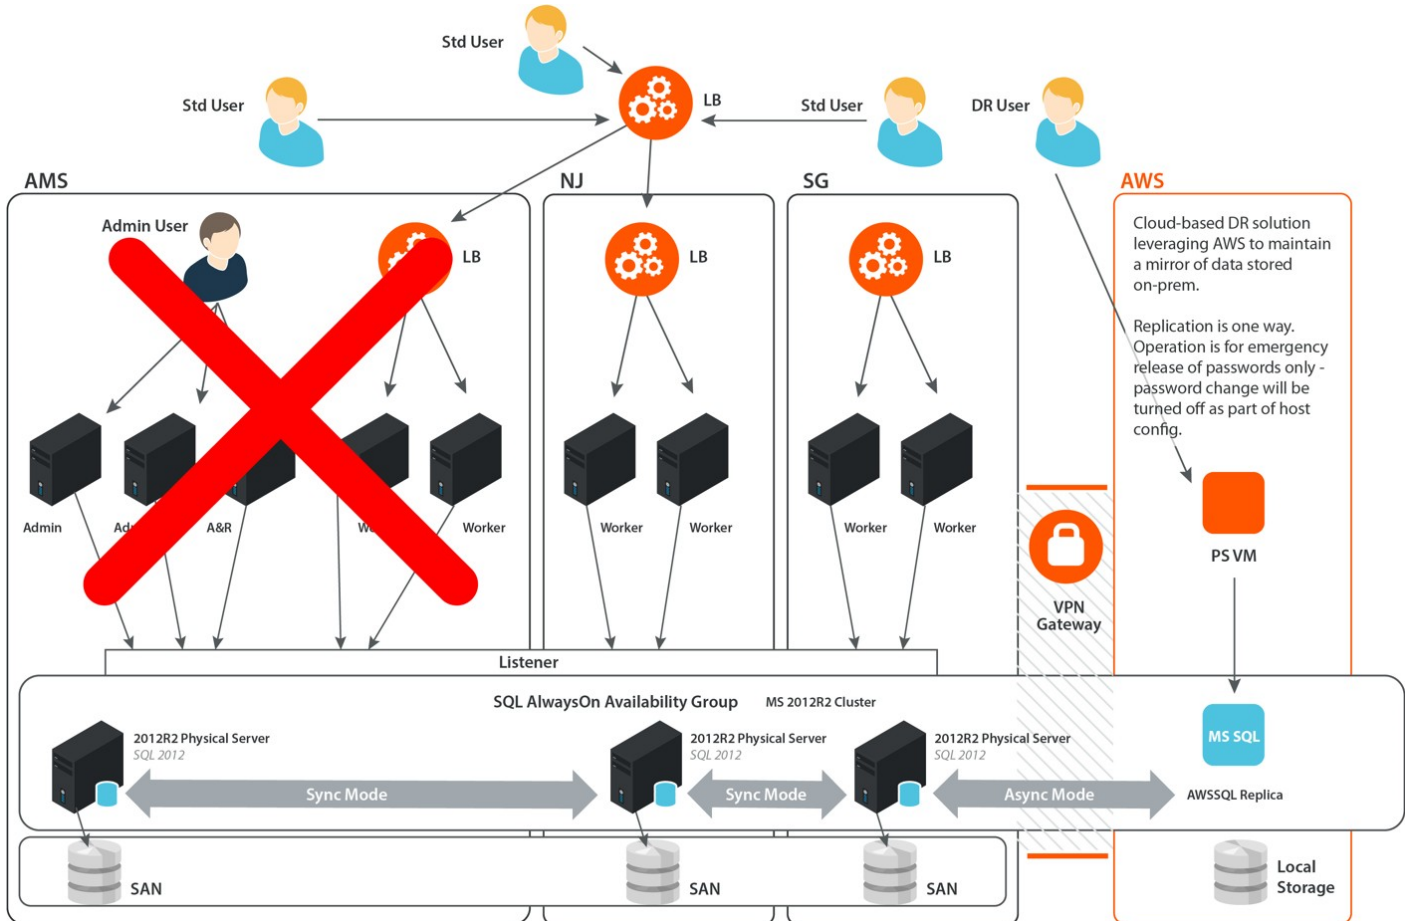 Std User
Std User
LB
Std User
DR User
AMS
NJ
SG
AWS
Admin User
LB
LB
LB
Cloud-based DR solution
leveraging AWS to maintain
a mirror of data stored
on-prem.
Replication is one way.
Operation is for emergency
release of passwords only -
password change will be
turned off as part of host
config.
Admin
A&R
Worker
Worker
Worker
Worker
Worker
PS VM
VPN
Gateway
Listener
SQL AlwaysOn Availability Group
MS 2012R2 Cluster
2012R2 Physical Server
SQL 2012
2012R2 Physical Server
SQL 2012
2012R2 Physical Server
SQL 2012
MS SQL
Sync Mode
Sync Mode
Async Mode
AWSSQL Replica
SAN
SAN
SAN
Local
Storage